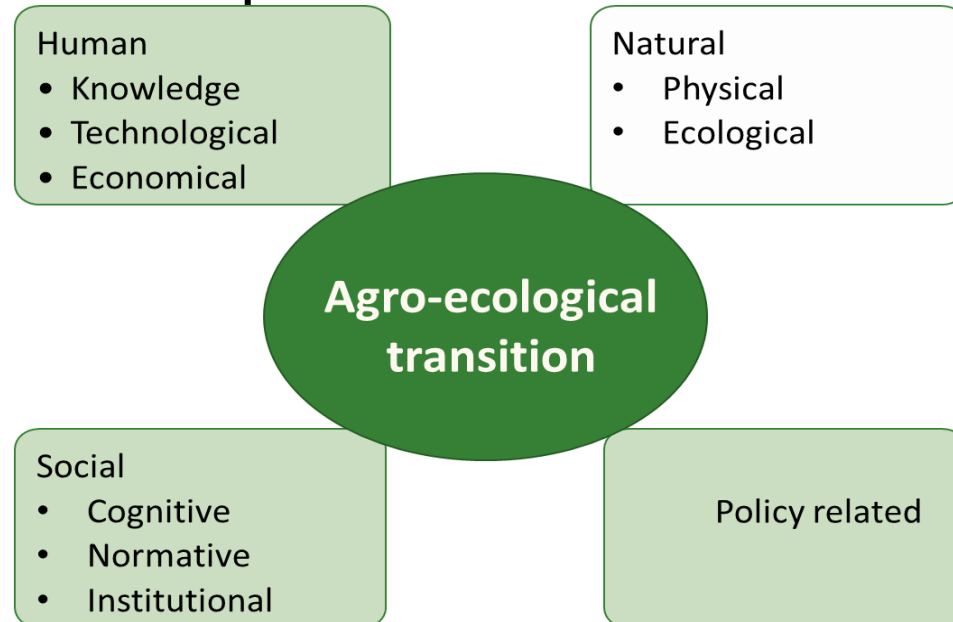 Human
• Knowledge
• Technological
• Economical
Natural
• Physical
• Ecological
Agro-ecological
transition
Social
• Cognitive
• Normative
• Institutional
Policy related